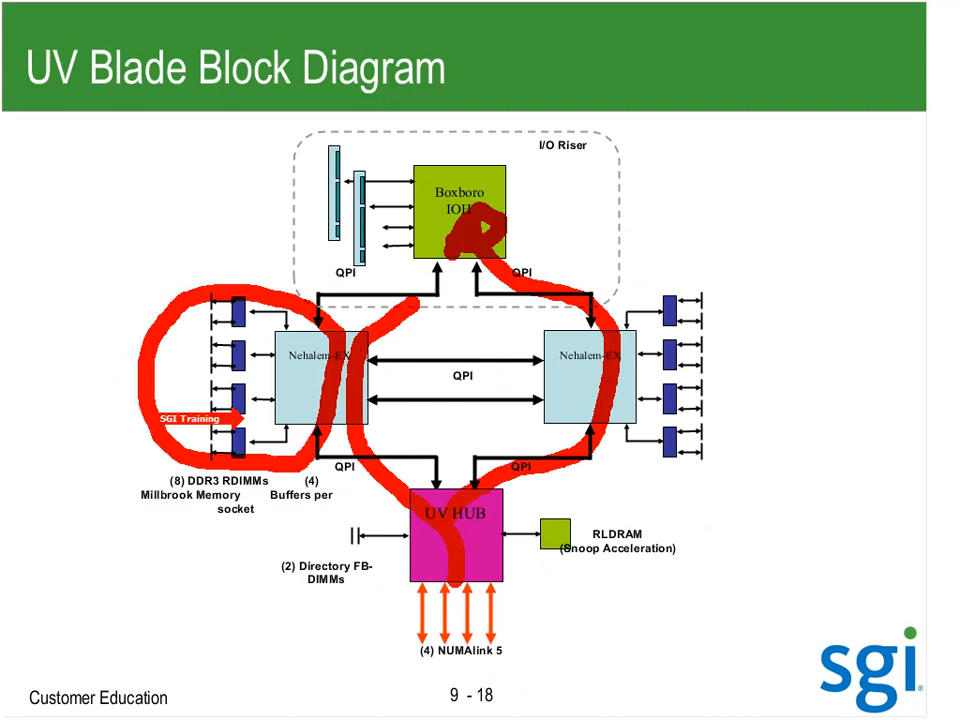 UV Blade Block Diagram
I/O Riser
Boxboro
IOH
QPI
QPI
Nehalem-EX
Nehalem-EX
QPI
SGI Training
QPI
QPI
(8) DDR3 RDIMMs (4)
Millbrook Memory Buffers per
socket
UV HUB
RLDRAM
(Snoop Acceleration)
(2) Directory FB-
DIMMs
(4) NUMAlink 5
sgi
Customer Education
9 - 18